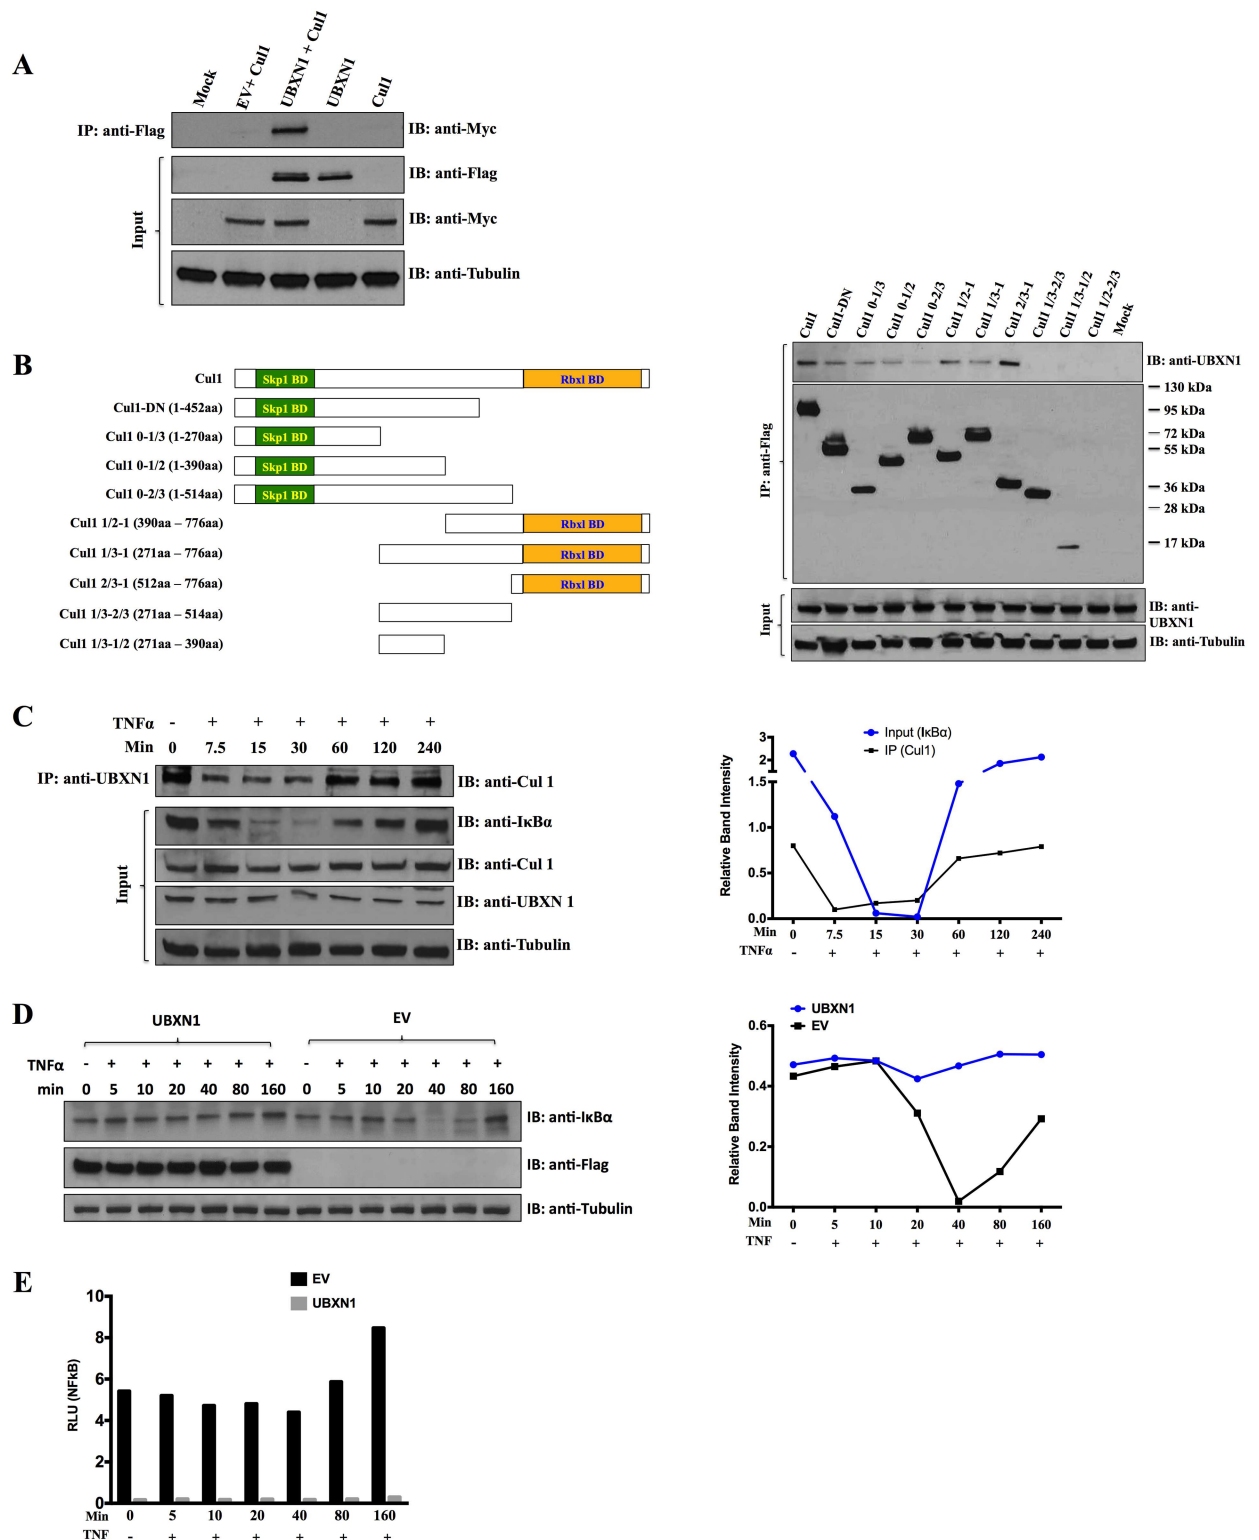 A
Mock
EV+ Cul1
UBXN1 + Cul1
UBXN1
Cul1
IP: anti-Flag
IB: anti-Myc
IB: anti-Flag
IB: anti-Myc
IB: anti-Tubulin
Input
B
Cul1
Skp1 BD
Rbxl BD
Cul1-DN (1-452aa)
Skp1 BD
Cul1 0-1/3 (1-270aa)
Skp1 BD
Cul1 0-1/2 (1-390aa)
Skp1 BD
Cul1 0-2/3 (1-514aa)
Skp1 BD
Cul1 1/2-1 (390aa – 776aa)
Rbxl BD
Cul1 1/3-1 (271aa – 776aa)
Rbxl BD
Cul1 2/3-1 (512aa – 776aa)
Rbxl BD
Cul1 1/3-2/3 (271aa – 514aa)
Cul1 1/3-1/2 (271aa – 390aa)
Cul1
Cul1-DN
Cul1 0-1/3
Cul1 0-1/2
Cul1 0-2/3
Cul1 1/2-1
Cul1 1/3-1
Cul1 2/3-1
Cul1 1/3-2/3
Cul1 1/3-1/2
Cul1 1/2-2/3
Mock
IP: anti-Flag
IB: anti-UBXN1
130 kDa
95 kDa
72 kDa
55 kDa
36 kDa
28 kDa
17 kDa
Input
IB: anti-
UBXN1
IB: anti-Tubulin
C
TNFα - + + + + + +
Min 0 7.5 15 30 60 120 240
IP: anti-UBXN1
IB: anti-Cul 1
IB: anti-IκBα
IB: anti-Cul 1
IB: anti-UBXN 1
IB: anti-Tubulin
Input
Input (IκBα)
IP (Cul1)
Relative Band Intensity
3
2
1.5
1.0
0.5
0.0
Min 0 7.5 15 30 60 120 240
TNFα - + + + + + +
D
UBXN1 EV
TNFα - + + + + + + - + + + + + +
min 0 5 10 20 40 80 160 0 5 10 20 40 80 160
IB: anti-IκBα
IB: anti-Flag
IB: anti-Tubulin
UBXN1
EV
Relative Band Intensity
0.6
0.4
0.2
0.0
Min 0 5 10 20 40 80 160
TNF - + + + + + +
E
EV
UBXN1
RLU (NFkB)
10
8
6
4
2
0
Min 0 5 10 20 40 80 160
TNF - + + + + + +